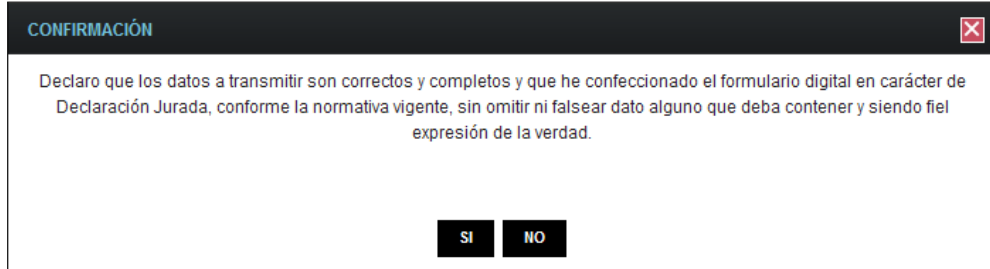 CONFIRMACIÓN
Declaro que los datos a transmitir son correctos y completos y que he confeccionado el formulario digital en carácter de
Declaración Jurada, conforme la normativa vigente, sin omitir ni falsear dato alguno que deba contener y siendo fiel
expresión de la verdad.
SI NO